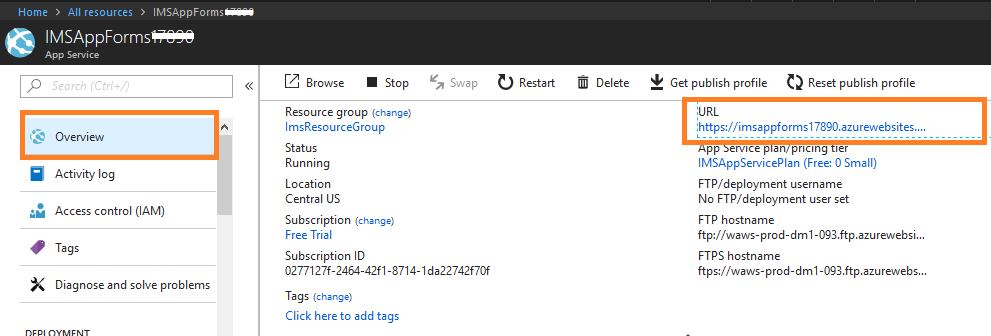 Home > All resources > IMSAppForms17890
IMSAppForms17890
App Service
Search (Ctrl+/)
«
Overview
Activity log
Access control (IAM)
Tags
Diagnose and solve problems
DEPLOYMENT
Browse Stop Swap Restart Delete Get publish profile Reset publish profile
Resource group (change)
ImsResourceGroup
Status
Running
Location
Central US
Subscription (change)
Free Trial
Subscription ID
0277127f-2464-42f1-8714-1da22742f70f
Tags (change)
Click here to add tags
URL
https://imsappforms17890.azurewebsites....
App Service plan/pricing tier
IMSAppServicePlan (Free: 0 Small)
FTP/deployment username
No FTP/deployment user set
FTP hostname
ftp://waws-prod-dm1-093.ftp.azurewebsi...
FTPS hostname
ftps://waws-prod-dm1-093.ftp.azurewebs...